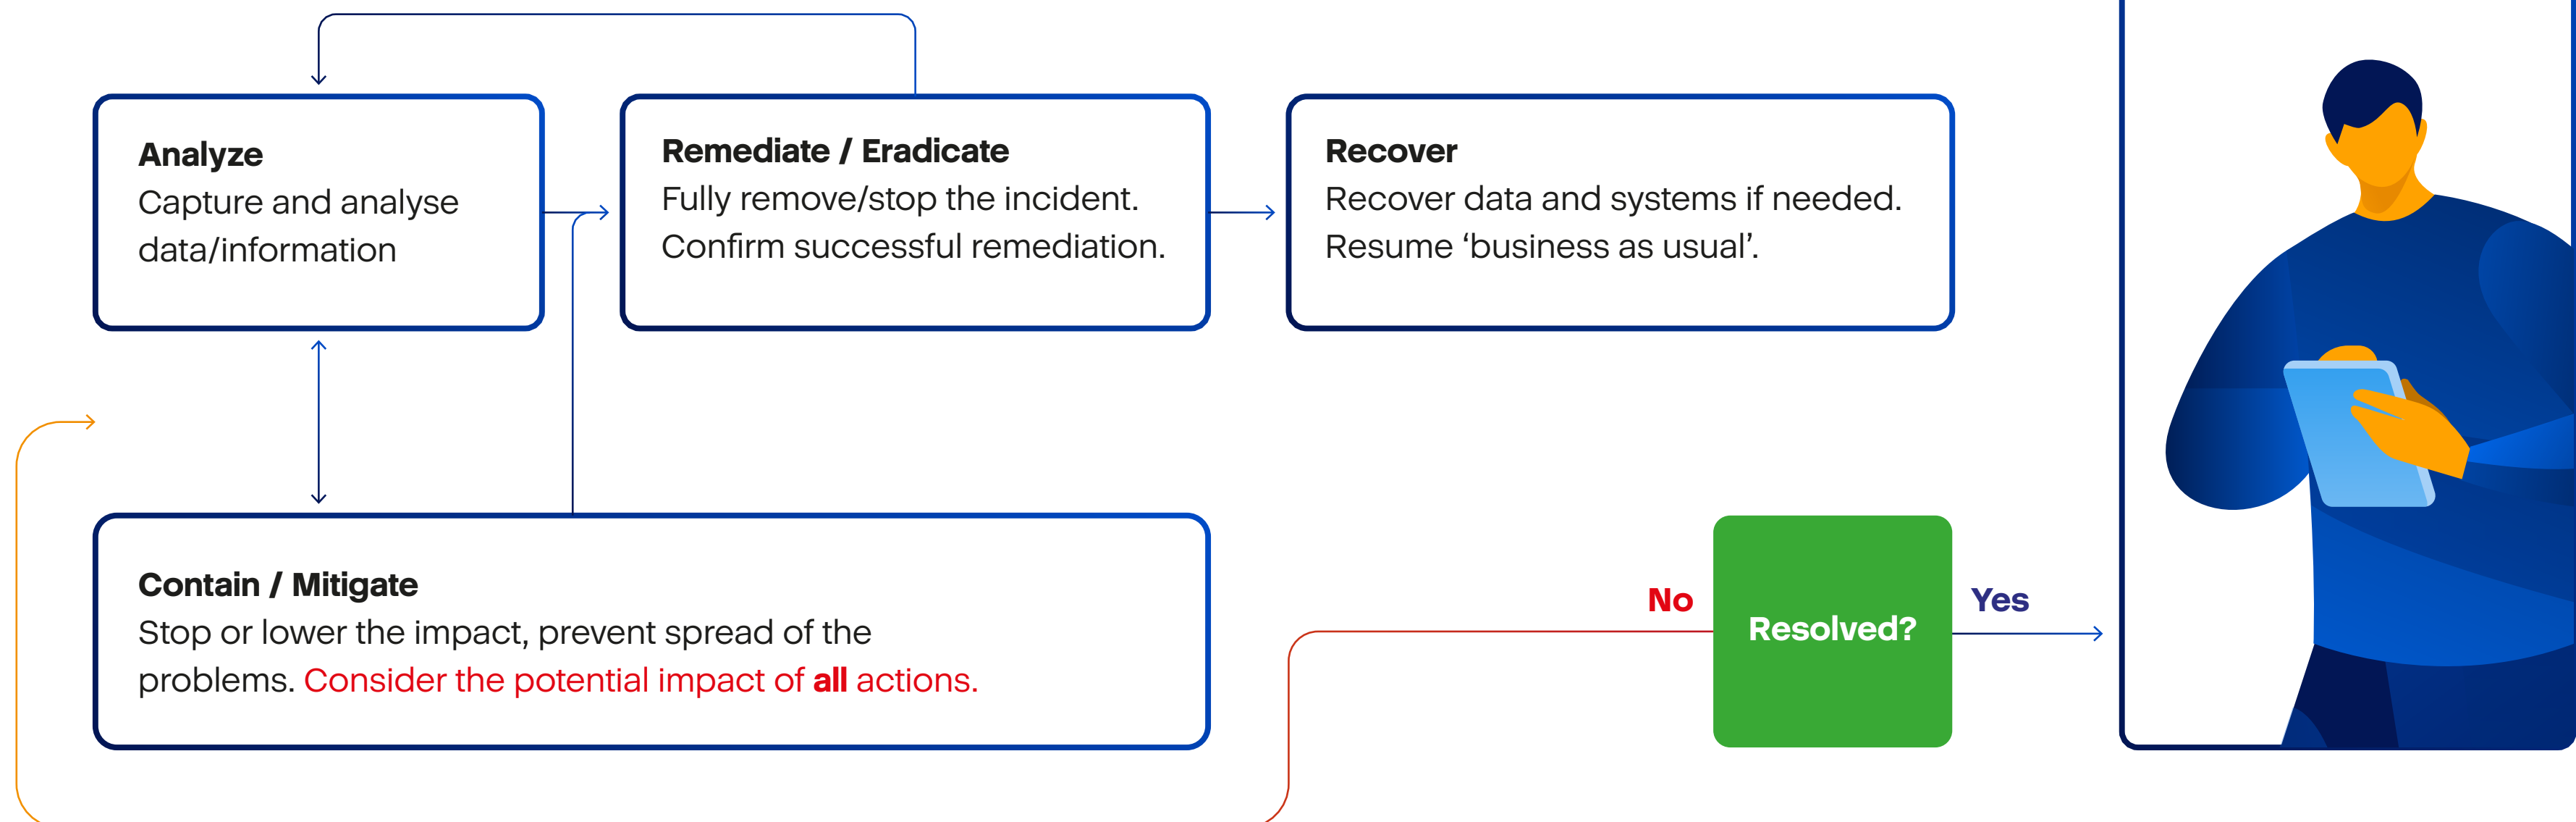 Analyze
Capture and analyse
data/information
Remediate / Eradicate
Fully remove/stop the incident.
Confirm successful remediation.
Recover
Recover data and systems if needed.
Resume ‘business as usual’.
Contain / Mitigate
Stop or lower the impact, prevent spread of the
problems. Consider the potential impact of all actions.
No
Resolved?
Yes